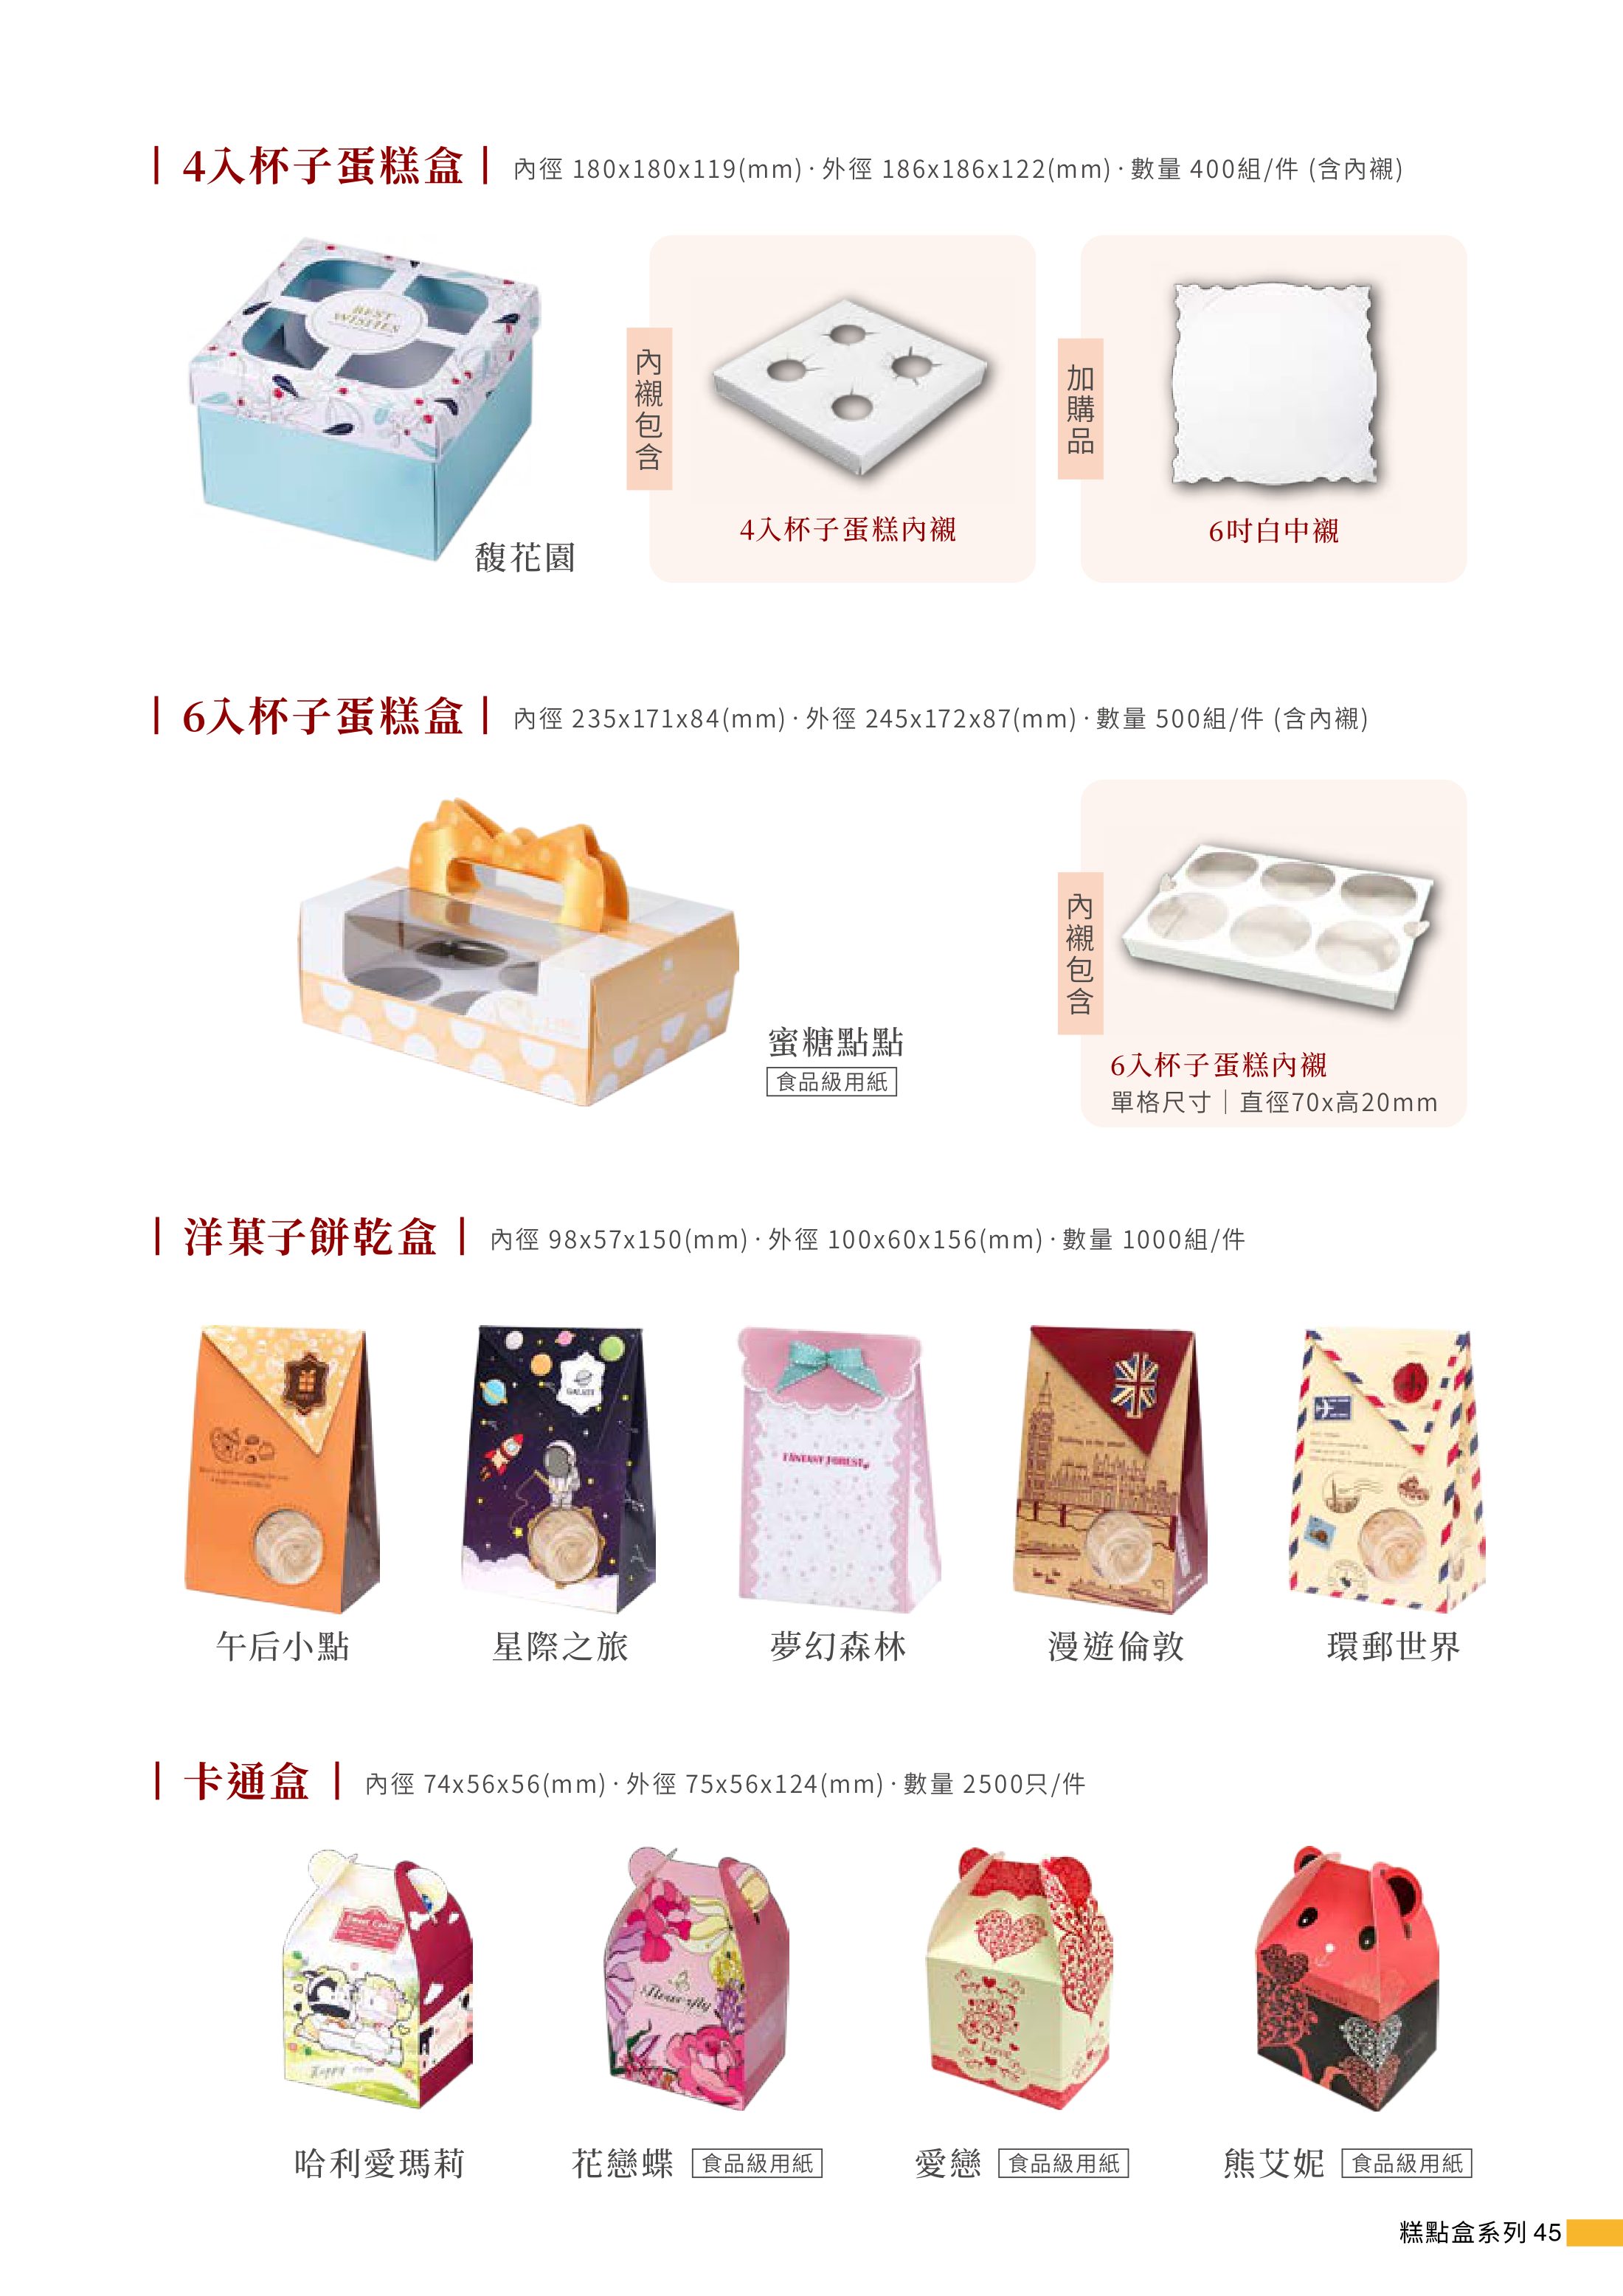 4入杯子蛋糕盒
內徑 180x180x119(mm)·外徑 186x186x122(mm)·數量 400組/件 (含內襯)
BEST
WISHES
馥花園
內襯包含
4入杯子蛋糕內襯
加購品
6吋白中襯
6入杯子蛋糕盒
內徑 235x171x84(mm)·外徑 245x172x87(mm)·數量 500組/件 (含內襯)
蜜糖點點
食品級用紙
內襯包含
6入杯子蛋糕內襯
單格尺寸｜直徑70x高20mm
洋菓子餅乾盒
內徑 98x57x150(mm)·外徑 100x60x156(mm)·數量 1000組/件
GALAXY
FANTASY FOREST
午后小點
星際之旅
夢幻森林
漫遊倫敦
環郵世界
卡通盒
內徑 74x56x56(mm)·外徑 75x56x124(mm)·數量 2500只/件
Sweet Candy
Happy
Love
哈利愛瑪莉
花戀蝶 食品級用紙
愛戀 食品級用紙
熊艾妮 食品級用紙
糕點盒系列 45